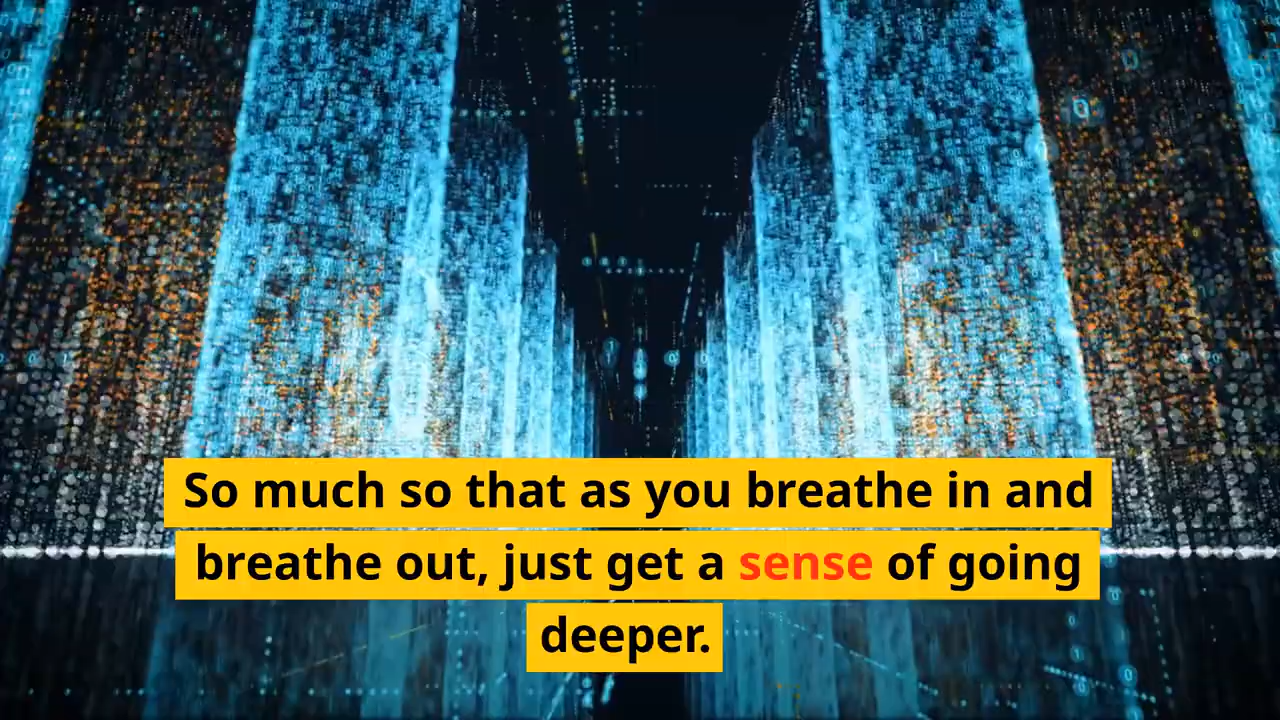 So much so that as you breathe in and
breathe out, just get a sense of going
deeper.